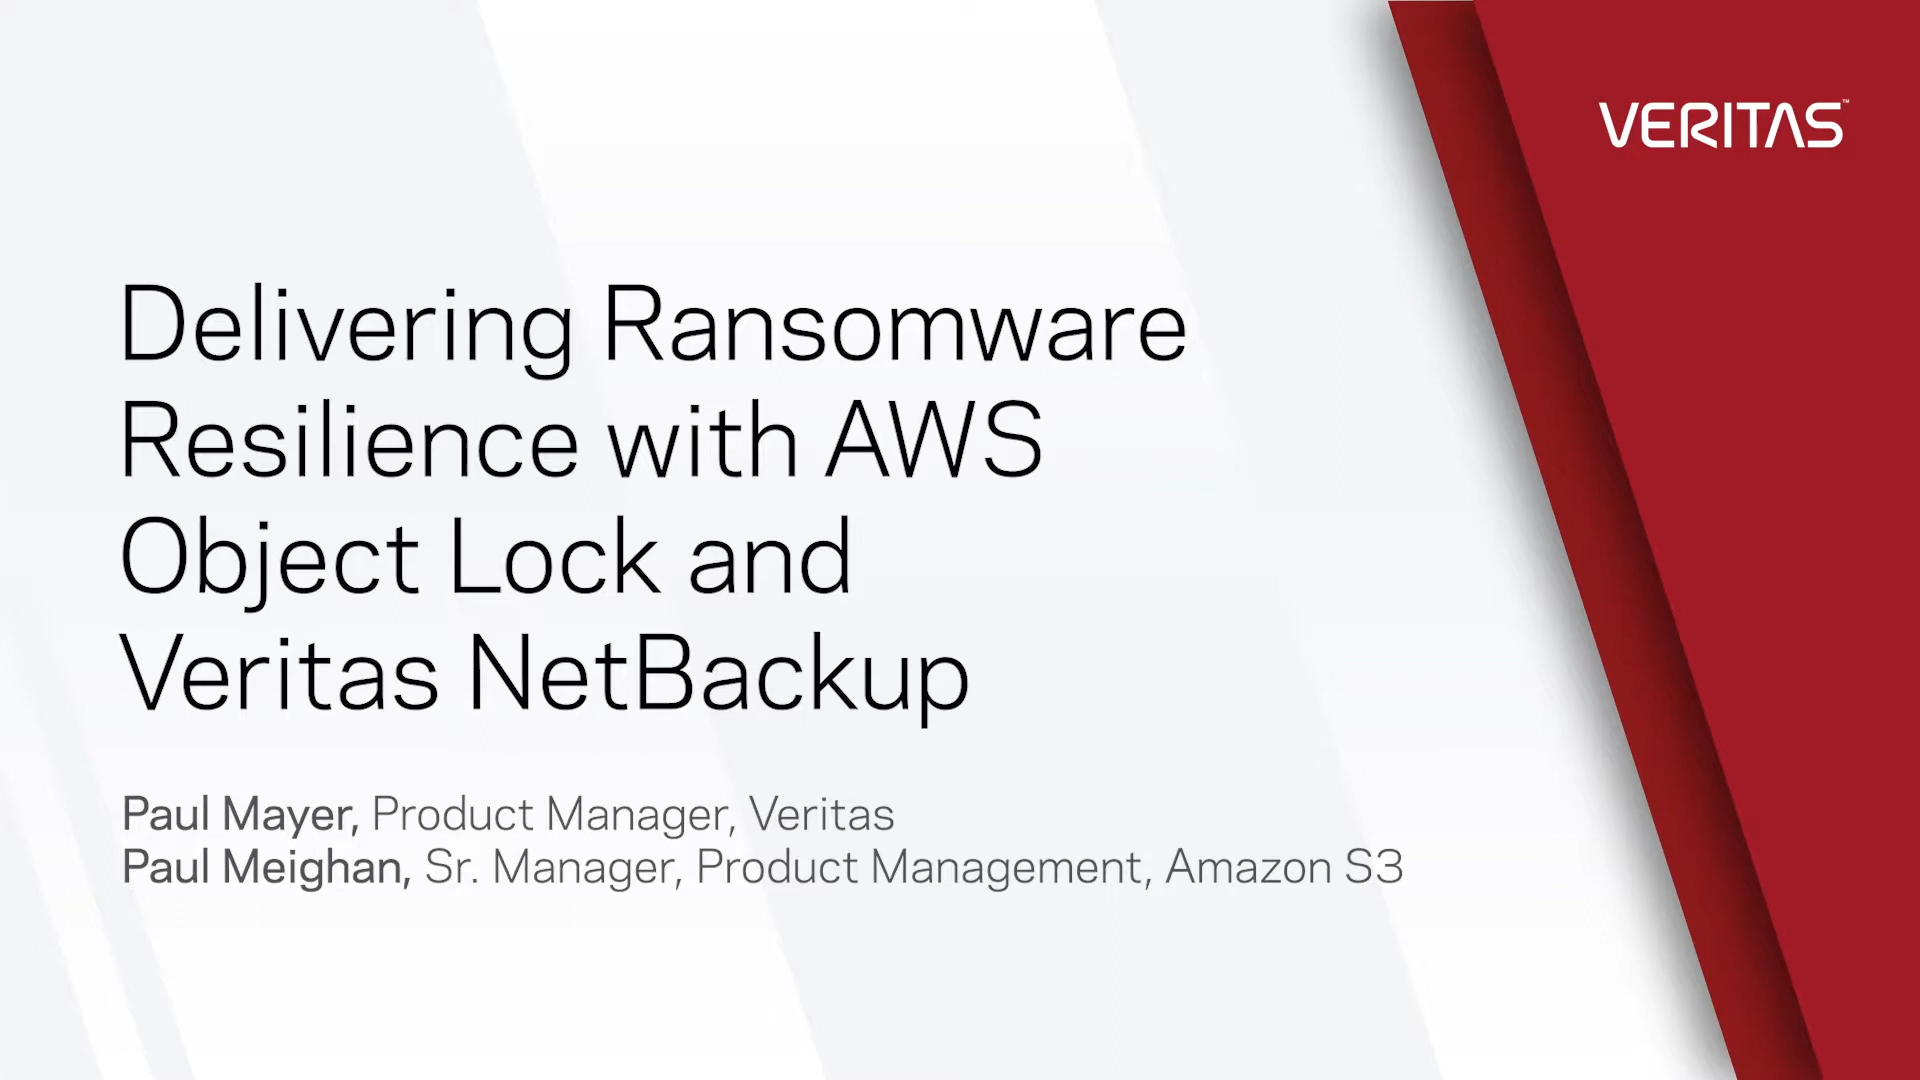 VERITAS™
Delivering Ransomware
Resilience with AWS
Object Lock and
Veritas NetBackup
Paul Mayer, Product Manager, Veritas
Paul Meighan, Sr. Manager, Product Management, Amazon S3